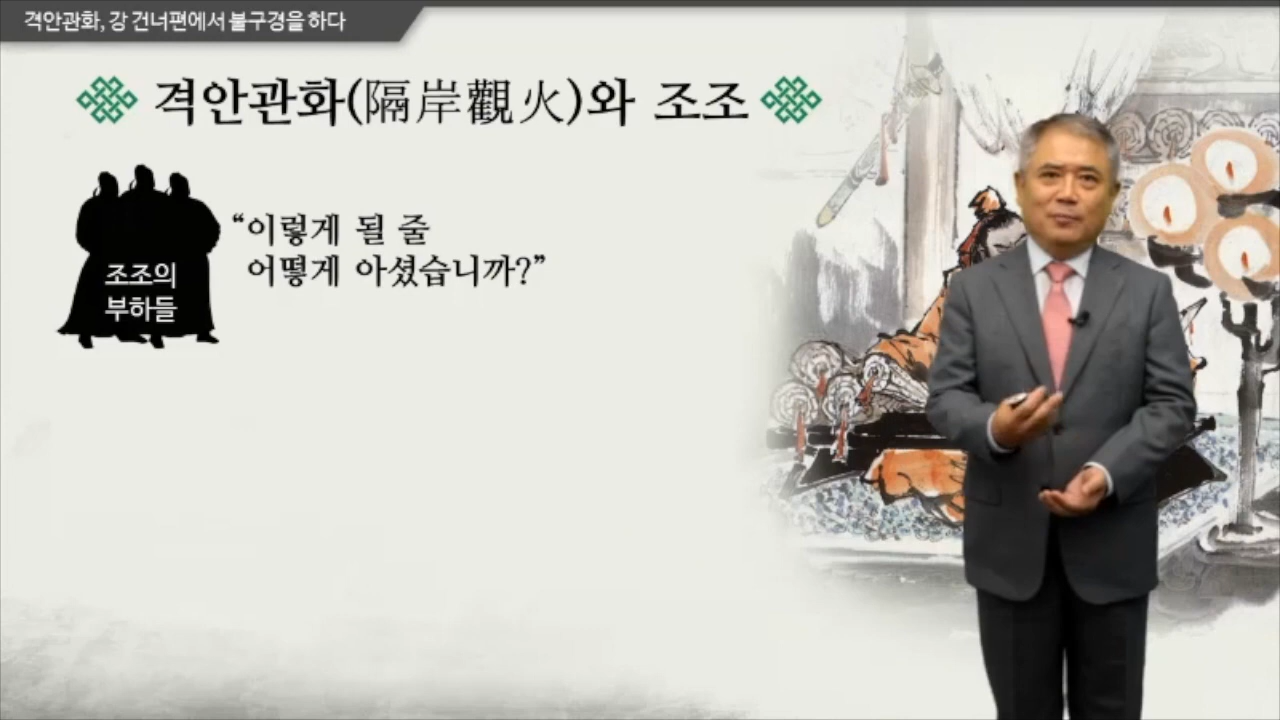 격안관화, 강 건너편에서 불구경을 하다
격안관화(隔岸觀火)와 조조
“이렇게 될 줄
어떻게 아셨습니까?”
조조의
부하들